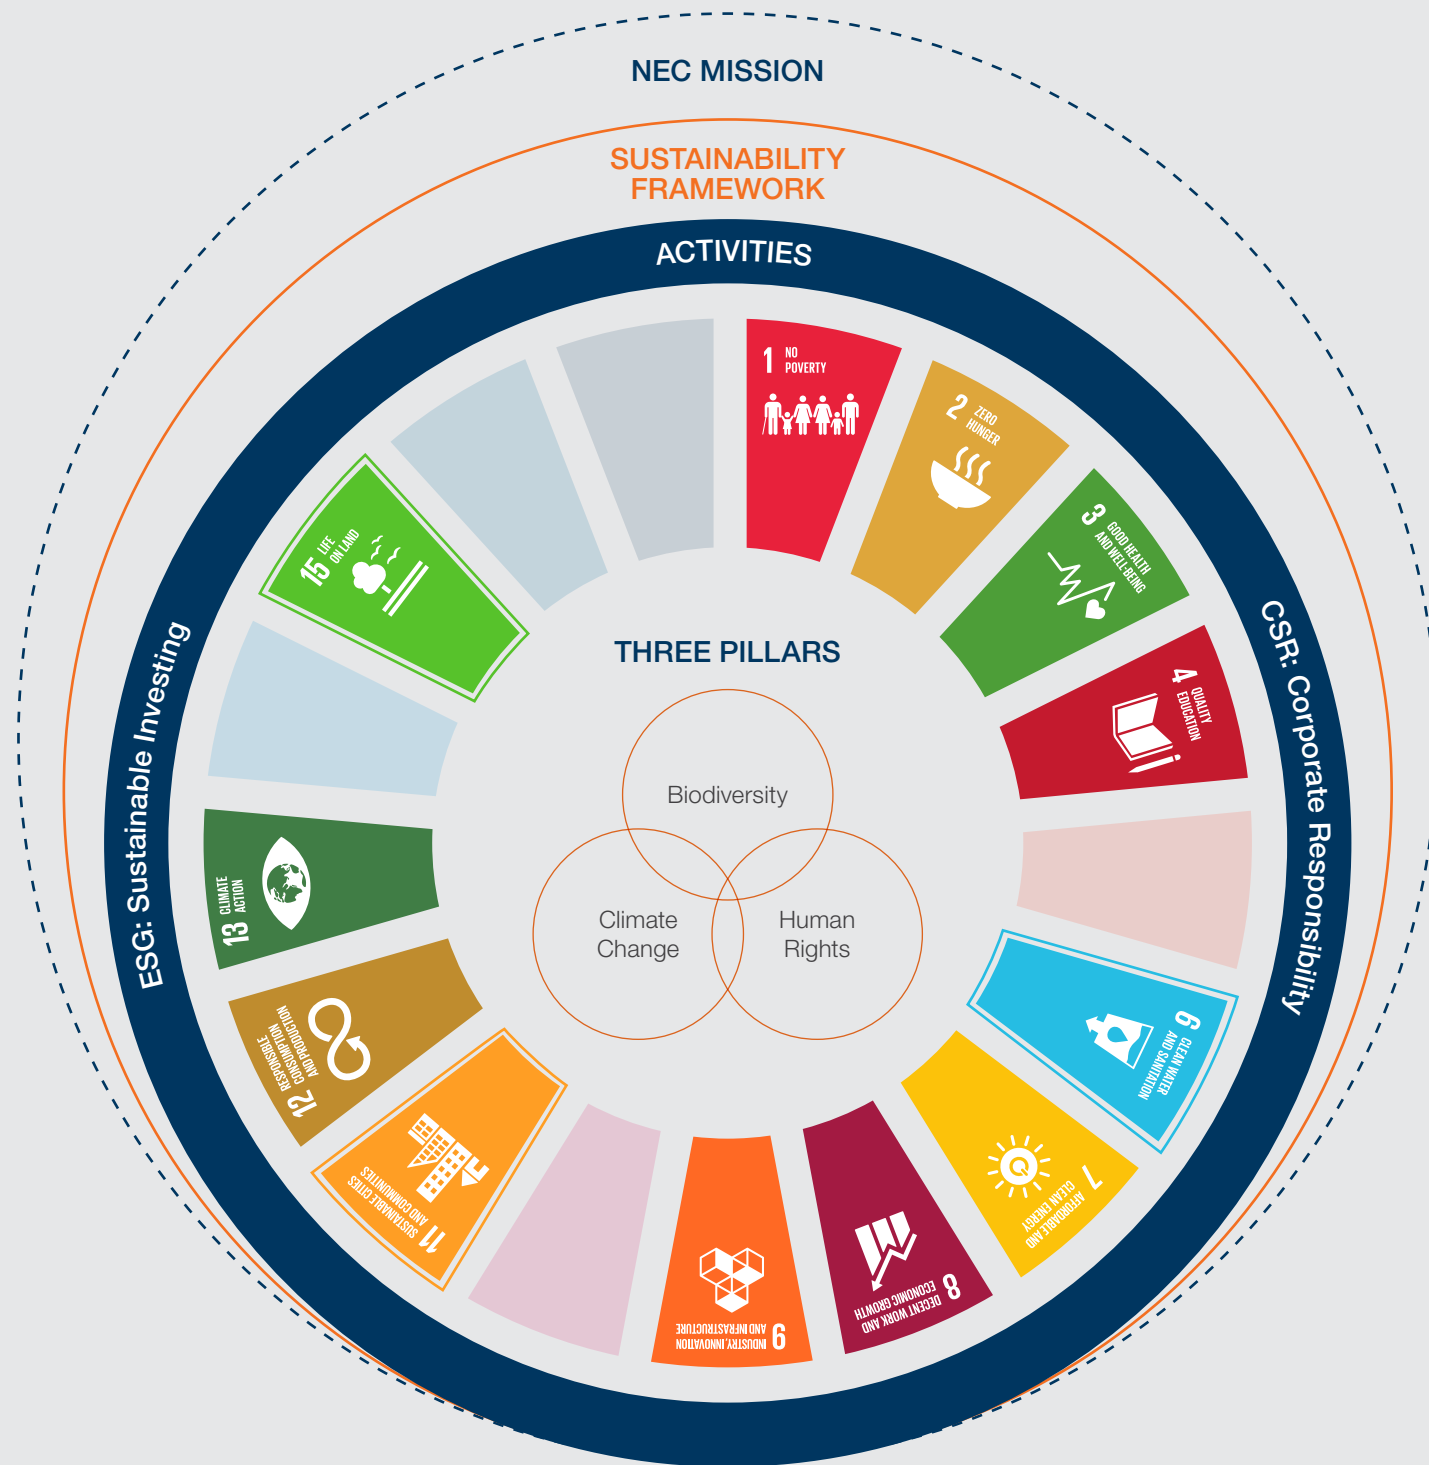 NEC MISSION
SUSTAINABILITY
FRAMEWORK
ACTIVITIES
1 NO
POVERTY
2 ZERO
HUNGER
3 GOOD HEALTH
AND WELL-BEING
4 QUALITY
EDUCATION
6 CLEAN WATER
AND SANITATION
7 AFFORDABLE AND
CLEAN ENERGY
8 DECENT WORK AND
ECONOMIC GROWTH
9 INDUSTRY, INNOVATION
AND INFRASTRUCTURE
11 SUSTAINABLE CITIES
AND COMMUNITIES
12 RESPONSIBLE
CONSUMPTION
AND PRODUCTION
13 CLIMATE
ACTION
15 LIFE
ON LAND
ESG: Sustainable Investing
CSR: Corporate Responsibility
THREE PILLARS
Biodiversity
Climate
Change
Human
Rights